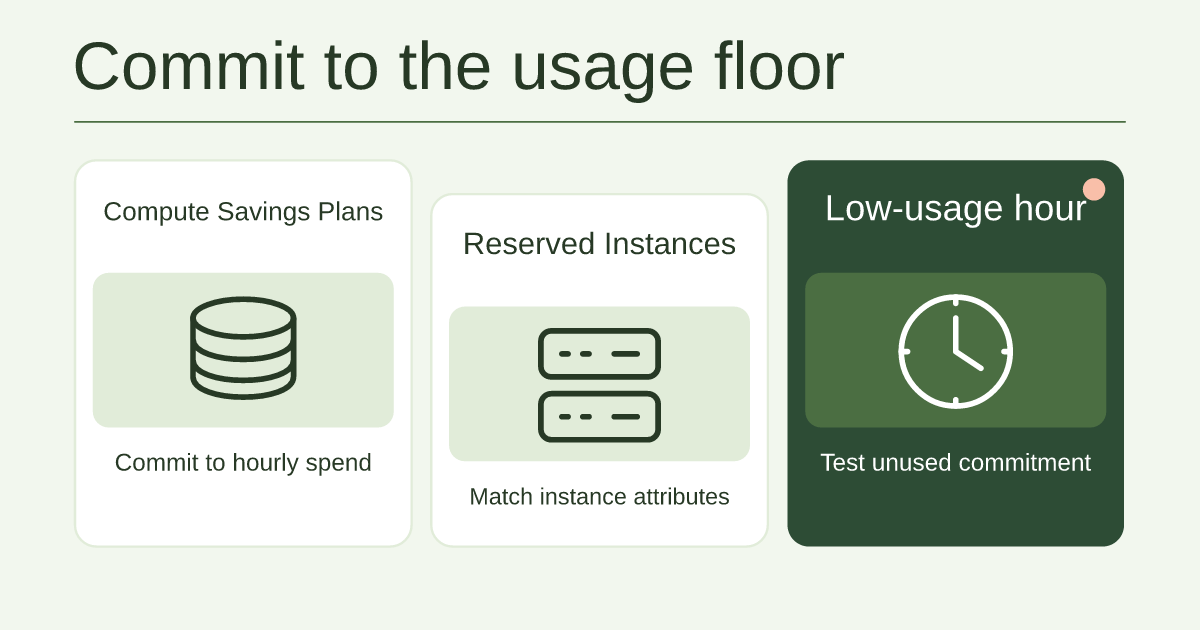 Commit to the usage floor
Compute Savings Plans
Commit to hourly spend
Reserved Instances
Match instance attributes
Low-usage hour
Test unused commitment